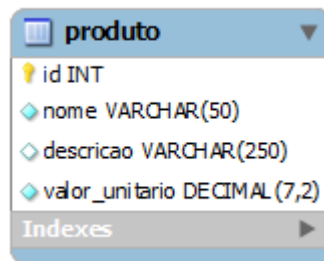 produto
id INT
nome VARCHAR(50)
descricao VARCHAR(250)
valor_unitario DECIMAL(7,2)
Indexes